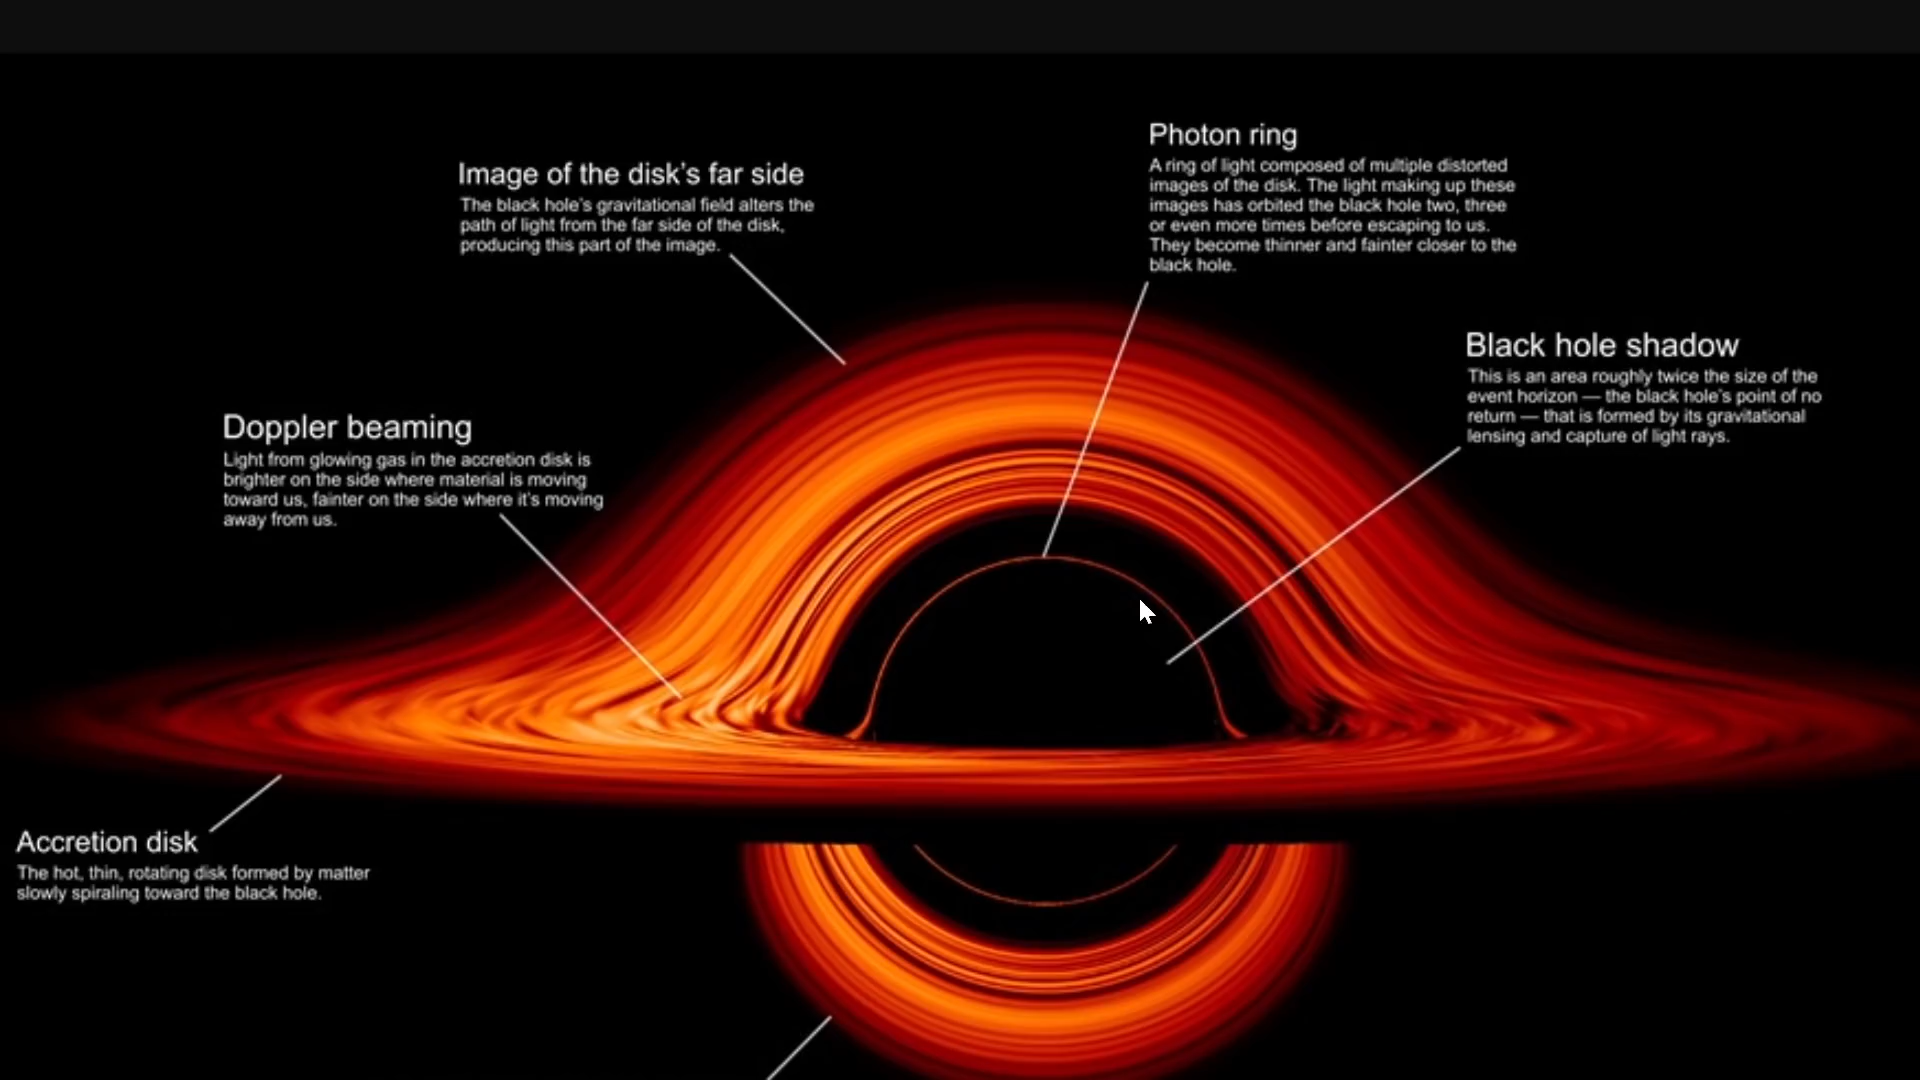 Photon ring
A ring of light composed of multiple distorted
images of the disk. The light making up these
images has orbited the black hole two, three
or even more times before escaping to us.
They become thinner and fainter closer to the
black hole.
Image of the disk's far side
The black hole's gravitational field alters the
path of light from the far side of the disk,
producing this part of the image.
Black hole shadow
This is an area roughly twice the size of the
event horizon — the black hole's point of no
return — that is formed by its gravitational
lensing and capture of light rays.
Doppler beaming
Light from glowing gas in the accretion disk is
brighter on the side where material is moving
toward us, fainter on the side where it's moving
away from us.
Accretion disk
The hot, thin, rotating disk formed by matter
slowly spiraling toward the black hole.